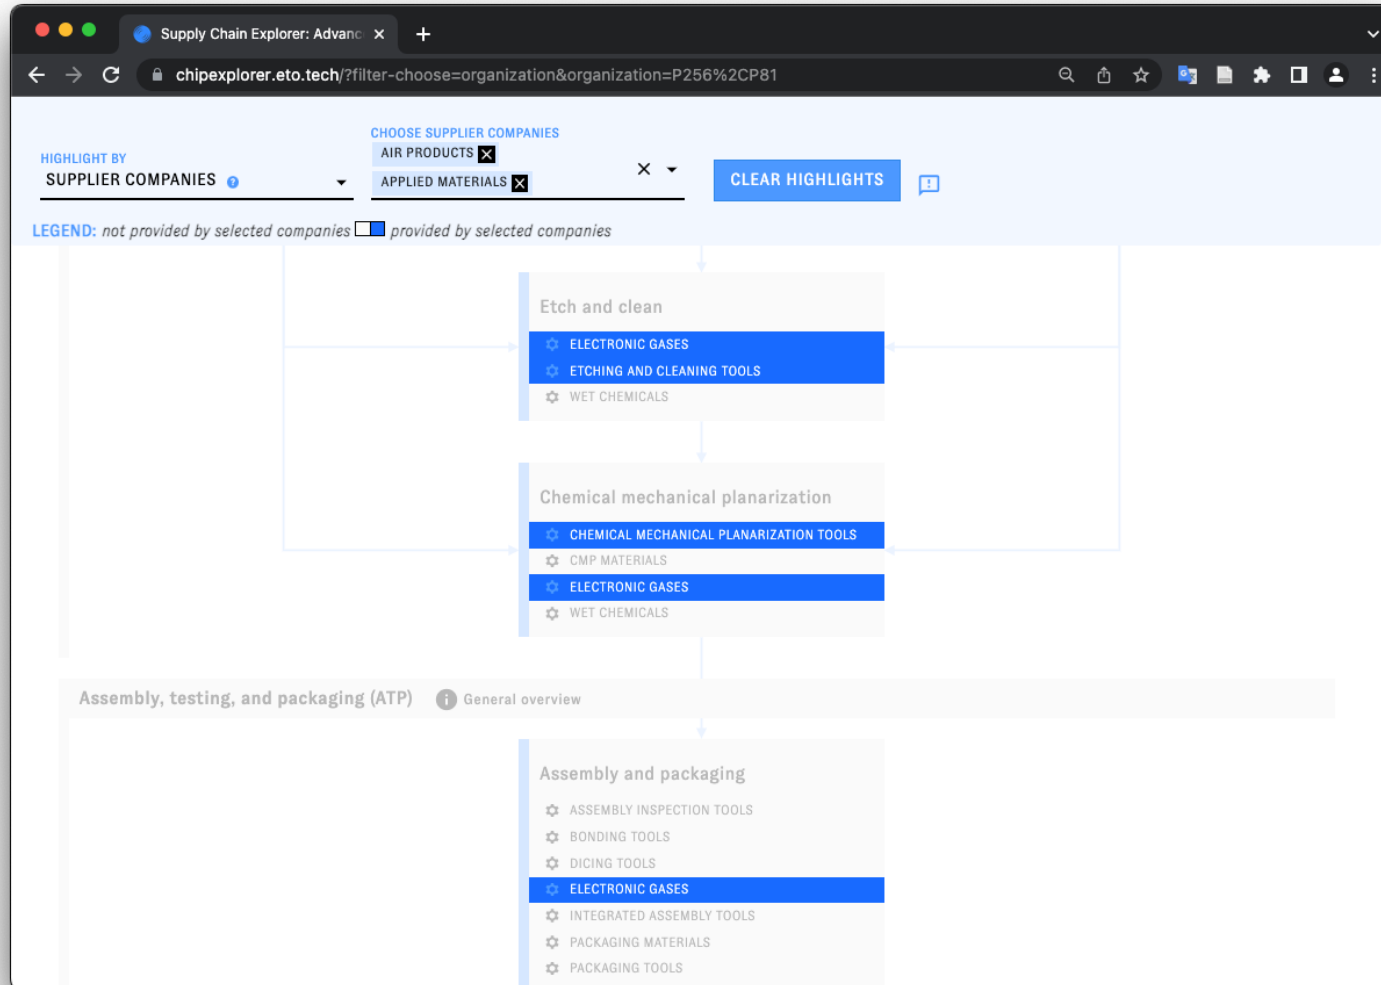 Supply Chain Explorer: Advanc
chipexplorer.eto.tech/?filter-choose=organization&organization=P256%2CP81
HIGHLIGHT BY
SUPPLIER COMPANIES ?
CHOOSE SUPPLIER COMPANIES
AIR PRODUCTS
APPLIED MATERIALS
CLEAR HIGHLIGHTS
LEGEND: not provided by selected companies provided by selected companies
Etch and clean
ELECTRONIC GASES
ETCHING AND CLEANING TOOLS
WET CHEMICALS
Chemical mechanical planarization
CHEMICAL MECHANICAL PLANARIZATION TOOLS
CMP MATERIALS
ELECTRONIC GASES
WET CHEMICALS
Assembly, testing, and packaging (ATP) i General overview
Assembly and packaging
ASSEMBLY INSPECTION TOOLS
BONDING TOOLS
DICING TOOLS
ELECTRONIC GASES
INTEGRATED ASSEMBLY TOOLS
PACKAGING MATERIALS
PACKAGING TOOLS